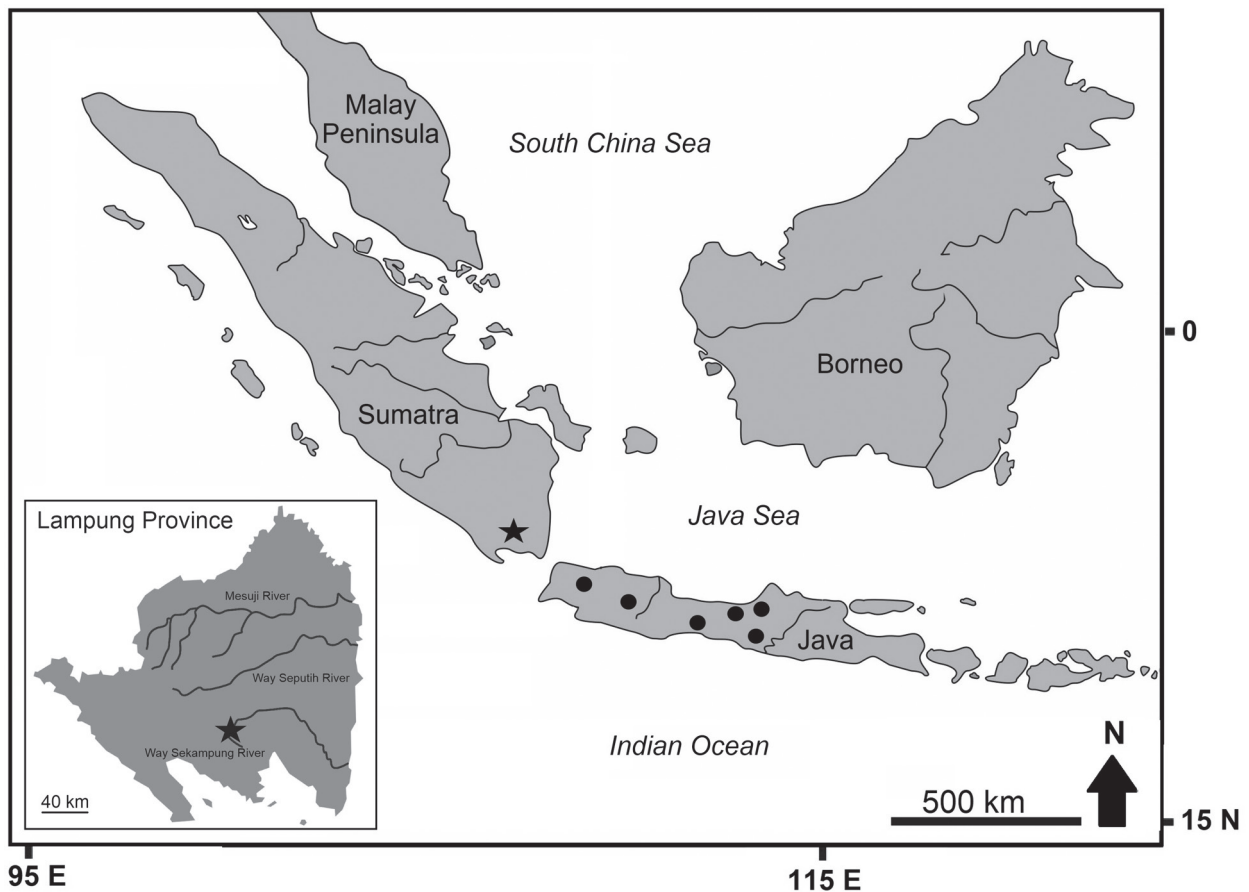 Malay
Peninsula
South China Sea
0
Borneo
Sumatra
Java Sea
Lampung Province
Mesuji River
Way Seputih River
Way Sekampung River
40 km
Java
Indian Ocean
N
500 km
15 N
95 E
115 E